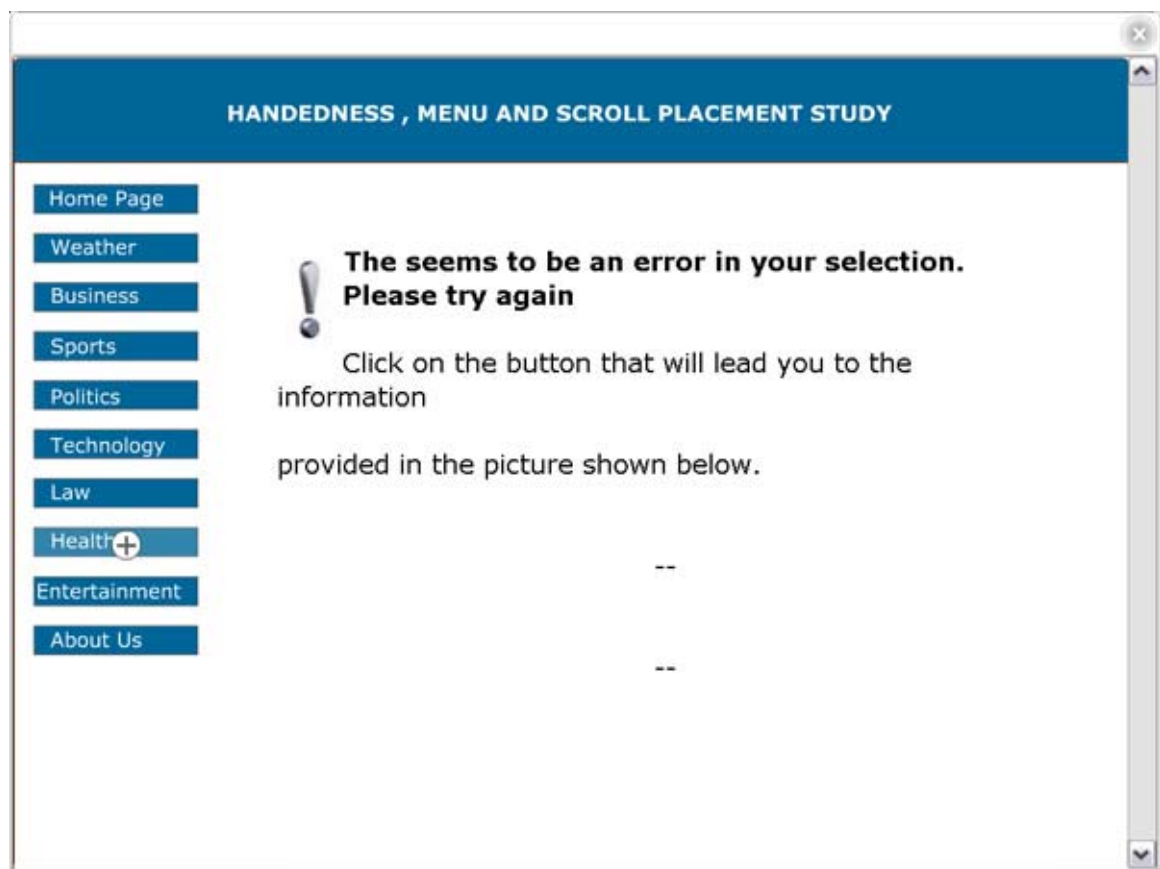 HANDEDNESS , MENU AND SCROLL PLACEMENT STUDY
Home Page
Weather
Business
Sports
Politics
Technology
Law
Health
Entertainment
About Us
The seems to be an error in your selection.
Please try again
Click on the button that will lead you to the
information
provided in the picture shown below.
--
--